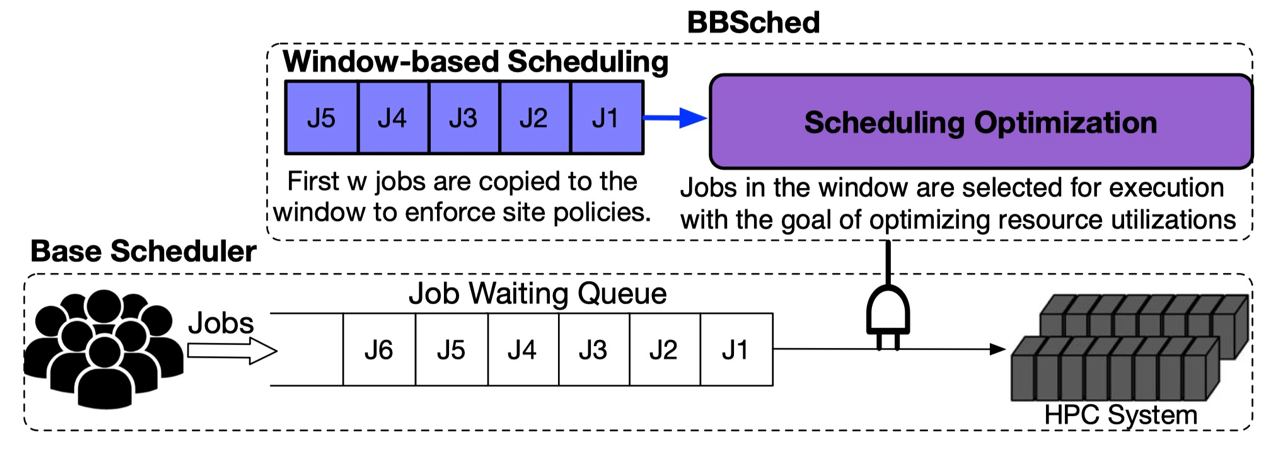 BBSched
Window-based Scheduling
J5 J4 J3 J2 J1
Scheduling Optimization
First w jobs are copied to the
window to enforce site policies.
Jobs in the window are selected for execution
with the goal of optimizing resource utilizations
Base Scheduler
Job Waiting Queue
Jobs
J6 J5 J4 J3 J2 J1
HPC System